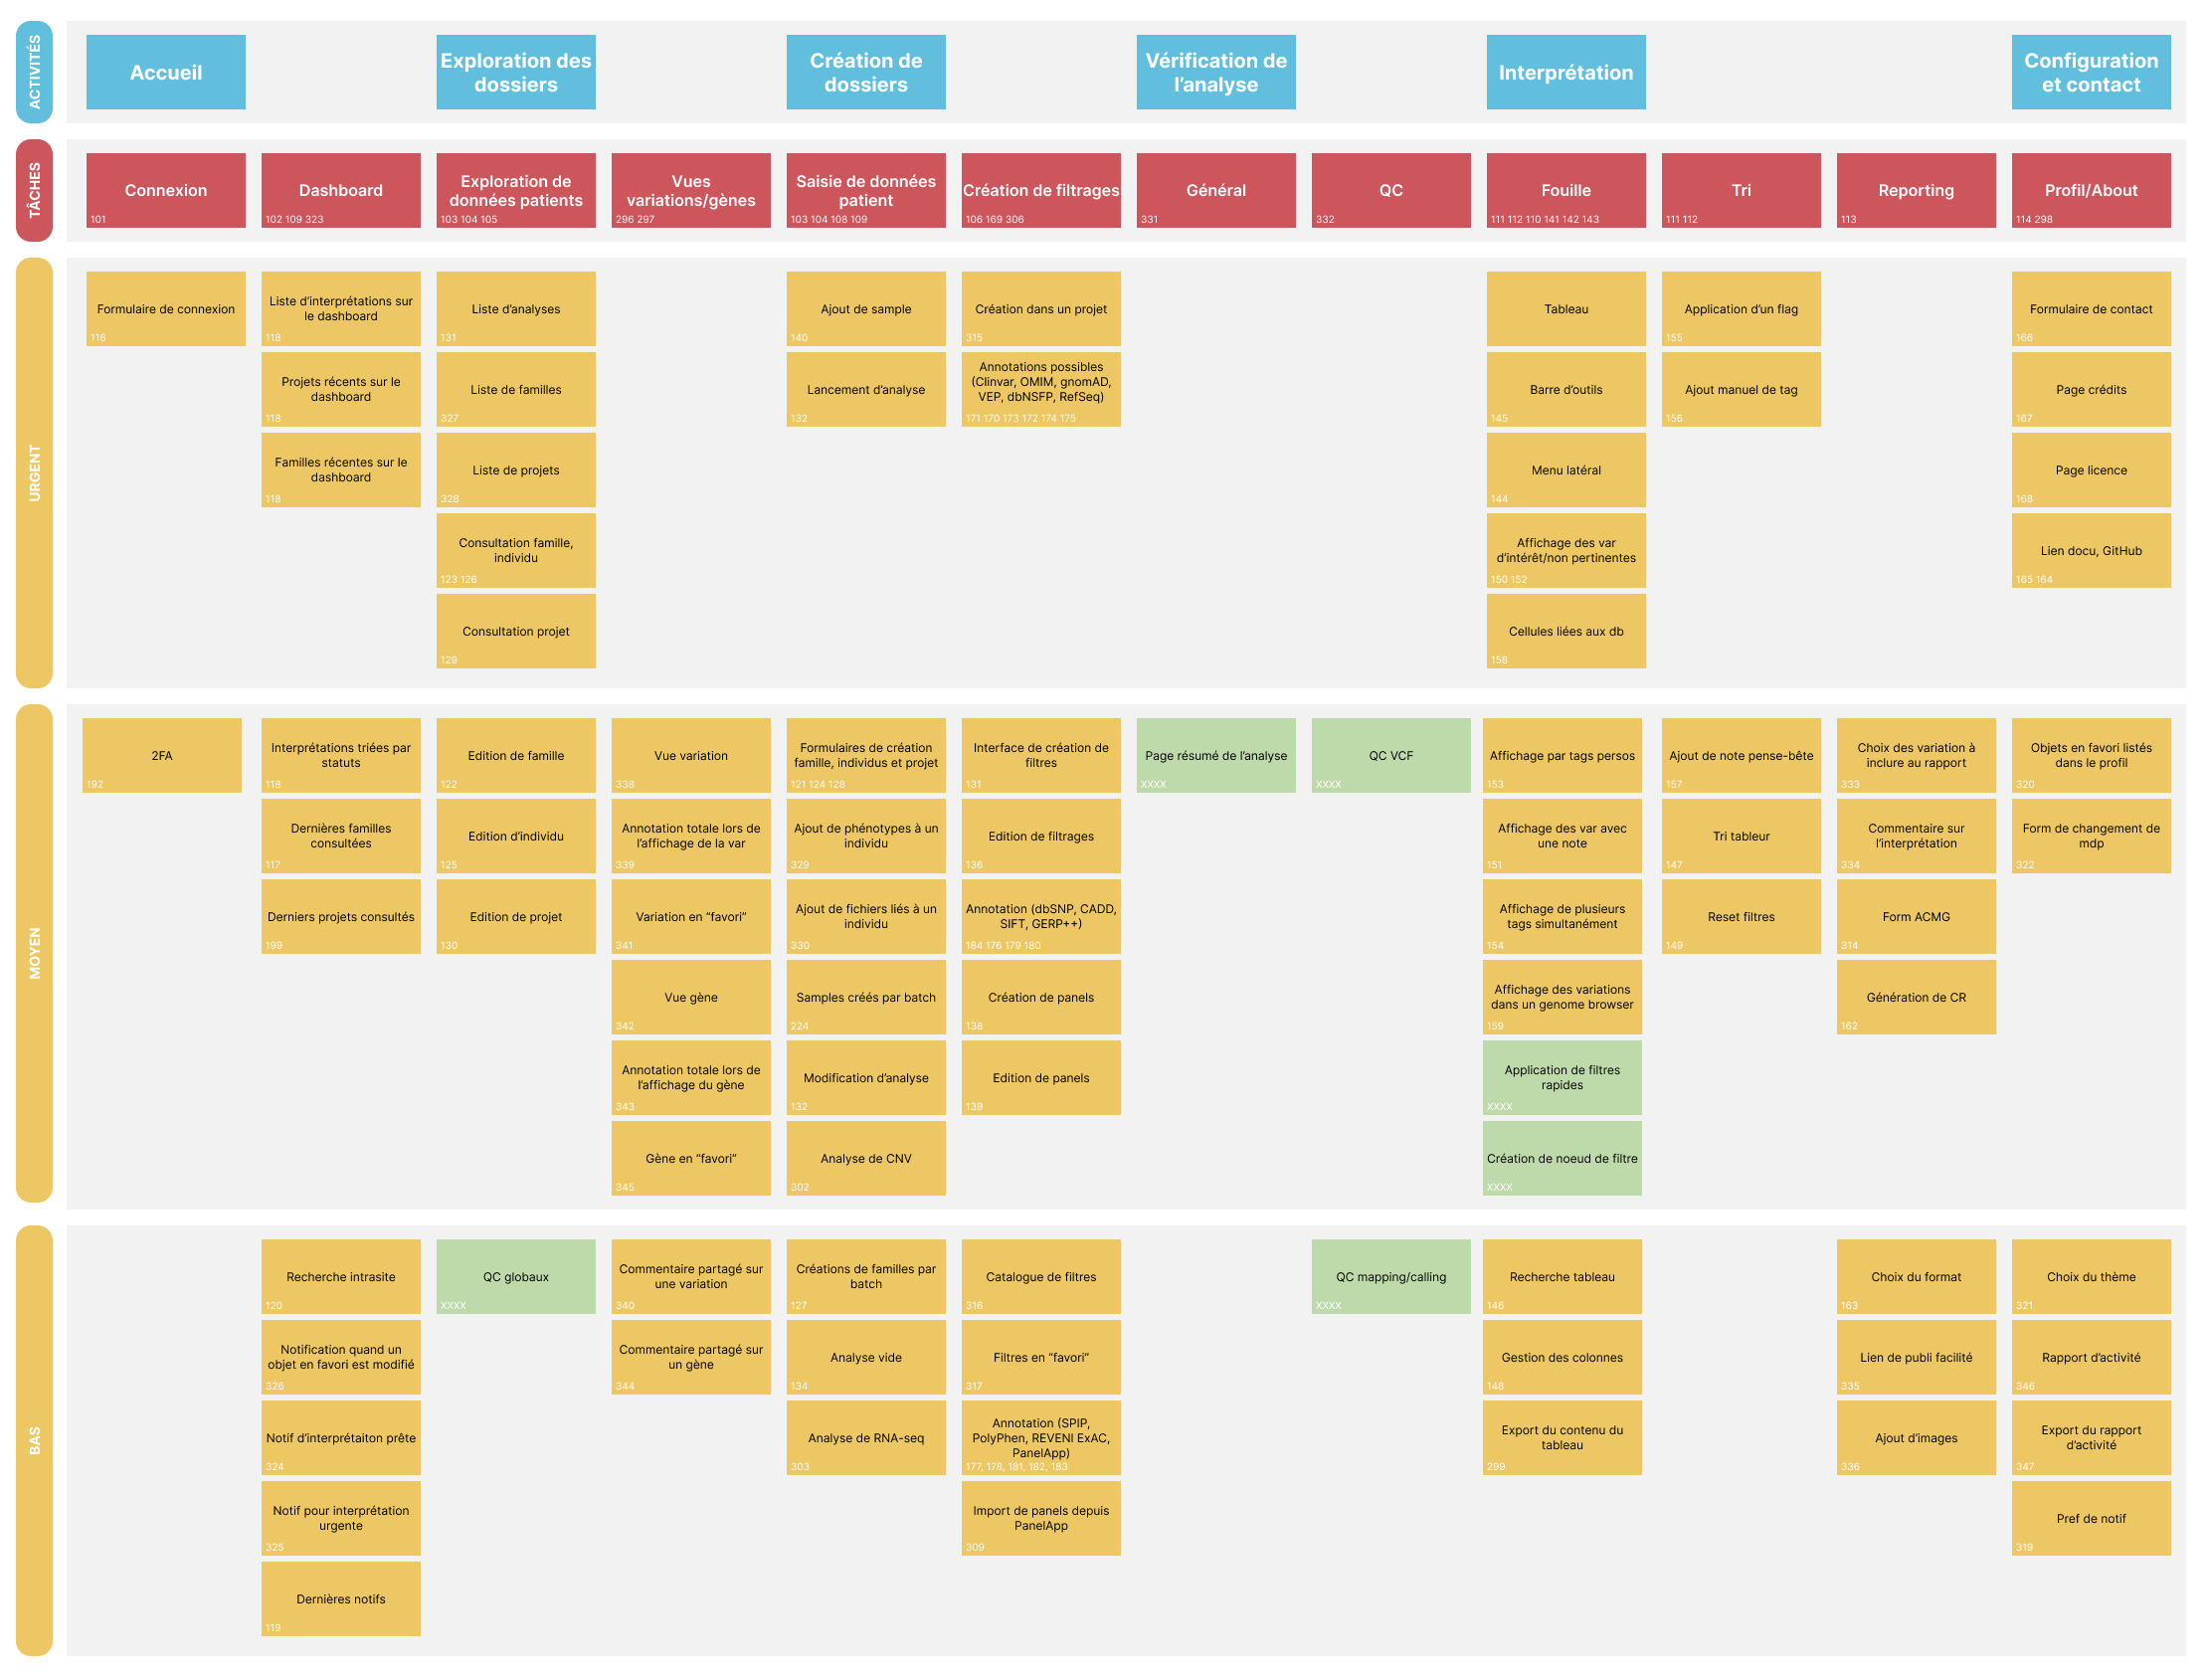 ACTIVITÉS
Accueil
Exploration des
dossiers
Création de
dossiers
Vérification de
l’analyse
Interprétation
Configuration
et contact
TÂCHES
Connexion
101
Dashboard
102 109 323
Exploration de
données patients
103 104 105
Vues
variations/gènes
296 297
Saisie de données
patient
103 104 108 109
Création de filtrages
106 169 306
Général
331
QC
332
Fouille
111 112 110 141 142 143
Tri
111 112
Reporting
113
Profil/About
114 298
URGENT
Formulaire de connexion
116
Liste d’interprétations sur
le dashboard
118
Liste d’analyses
131
Ajout de sample
140
Création dans un projet
315
Tableau
Application d’un flag
155
Formulaire de contact
166
Projets récents sur le
dashboard
118
Liste de familles
327
Lancement d’analyse
132
Annotations possibles
(Clinvar, OMIM, gnomAD,
VEP, dbNSFP, RefSeq)
171 170 173 172 174 175
Barre d’outils
145
Ajout manuel de tag
156
Page crédits
167
Familles récentes sur le
dashboard
118
Liste de projets
328
Menu latéral
144
Page licence
168
Consultation famille,
individu
123 126
Affichage des var
d’intérêt/non pertinentes
150 152
Lien docu, GitHub
165 164
Consultation projet
129
Cellules liées aux db
158
MOYEN
2FA
192
Interprétations triées par
statuts
118
Edition de famille
122
Vue variation
338
Formulaires de création
famille, individus et projet
121 124 128
Interface de création de
filtres
131
Page résumé de l’analyse
XXXX
QC VCF
XXXX
Affichage par tags persos
153
Ajout de note pense-bête
157
Choix des variation à
inclure au rapport
333
Objets en favori listés
dans le profil
320
Dernières familles
consultées
117
Edition d’individu
125
Annotation totale lors de
l’affichage de la var
339
Ajout de phénotypes à un
individu
329
Edition de filtrages
136
Affichage des var avec
une note
151
Tri tableur
147
Commentaire sur
l’interprétation
334
Form de changement de
mdp
322
Derniers projets consultés
199
Edition de projet
130
Variation en “favori”
341
Ajout de fichiers liés à un
individu
330
Annotation (dbSNP, CADD,
SIFT, GERP++)
184 176 179 180
Affichage de plusieurs
tags simultanément
154
Reset filtres
149
Form ACMG
314
Vue gène
342
Samples créés par batch
224
Création de panels
138
Affichage des variations
dans un genome browser
159
Génération de CR
162
Annotation totale lors de
l’affichage du gène
343
Modification d’analyse
132
Edition de panels
139
Application de filtres
rapides
XXXX
Gène en “favori”
345
Analyse de CNV
302
Création de noeud de filtre
XXXX
BAS
Recherche intrasite
120
QC globaux
XXXX
Commentaire partagé sur
une variation
340
Créations de familles par
batch
127
Catalogue de filtres
316
QC mapping/calling
XXXX
Recherche tableau
146
Choix du format
163
Choix du thème
321
Notification quand un
objet en favori est modifié
326
Commentaire partagé sur
un gène
344
Analyse vide
134
Filtres en “favori”
317
Gestion des colonnes
148
Lien de publi facilité
335
Rapport d’activité
346
Notif d’interprétaiton prête
324
Analyse de RNA-seq
303
Annotation (SPIP,
PolyPhen, REVENI ExAC,
PanelApp)
177, 178, 181, 182, 183
Export du contenu du
tableau
299
Ajout d’images
336
Export du rapport
d’activité
347
Notif pour interprétation
urgente
325
Import de panels depuis
PanelApp
309
Pref de notif
319
Dernières notifs
119